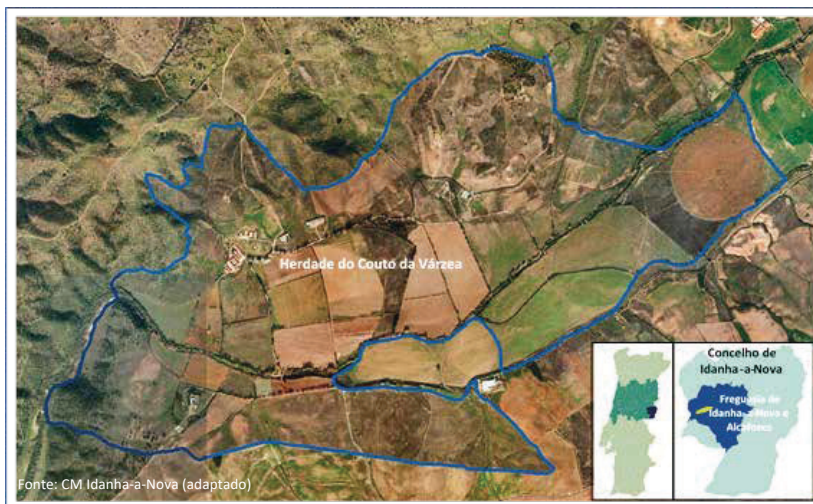 Herdade do Couto da Várzea
Concelho de
Idanha-a-Nova
Freguesia de
Idanha-a-Nova e
Alcafozes
Fonte: CM Idanha-a-Nova (adaptado)